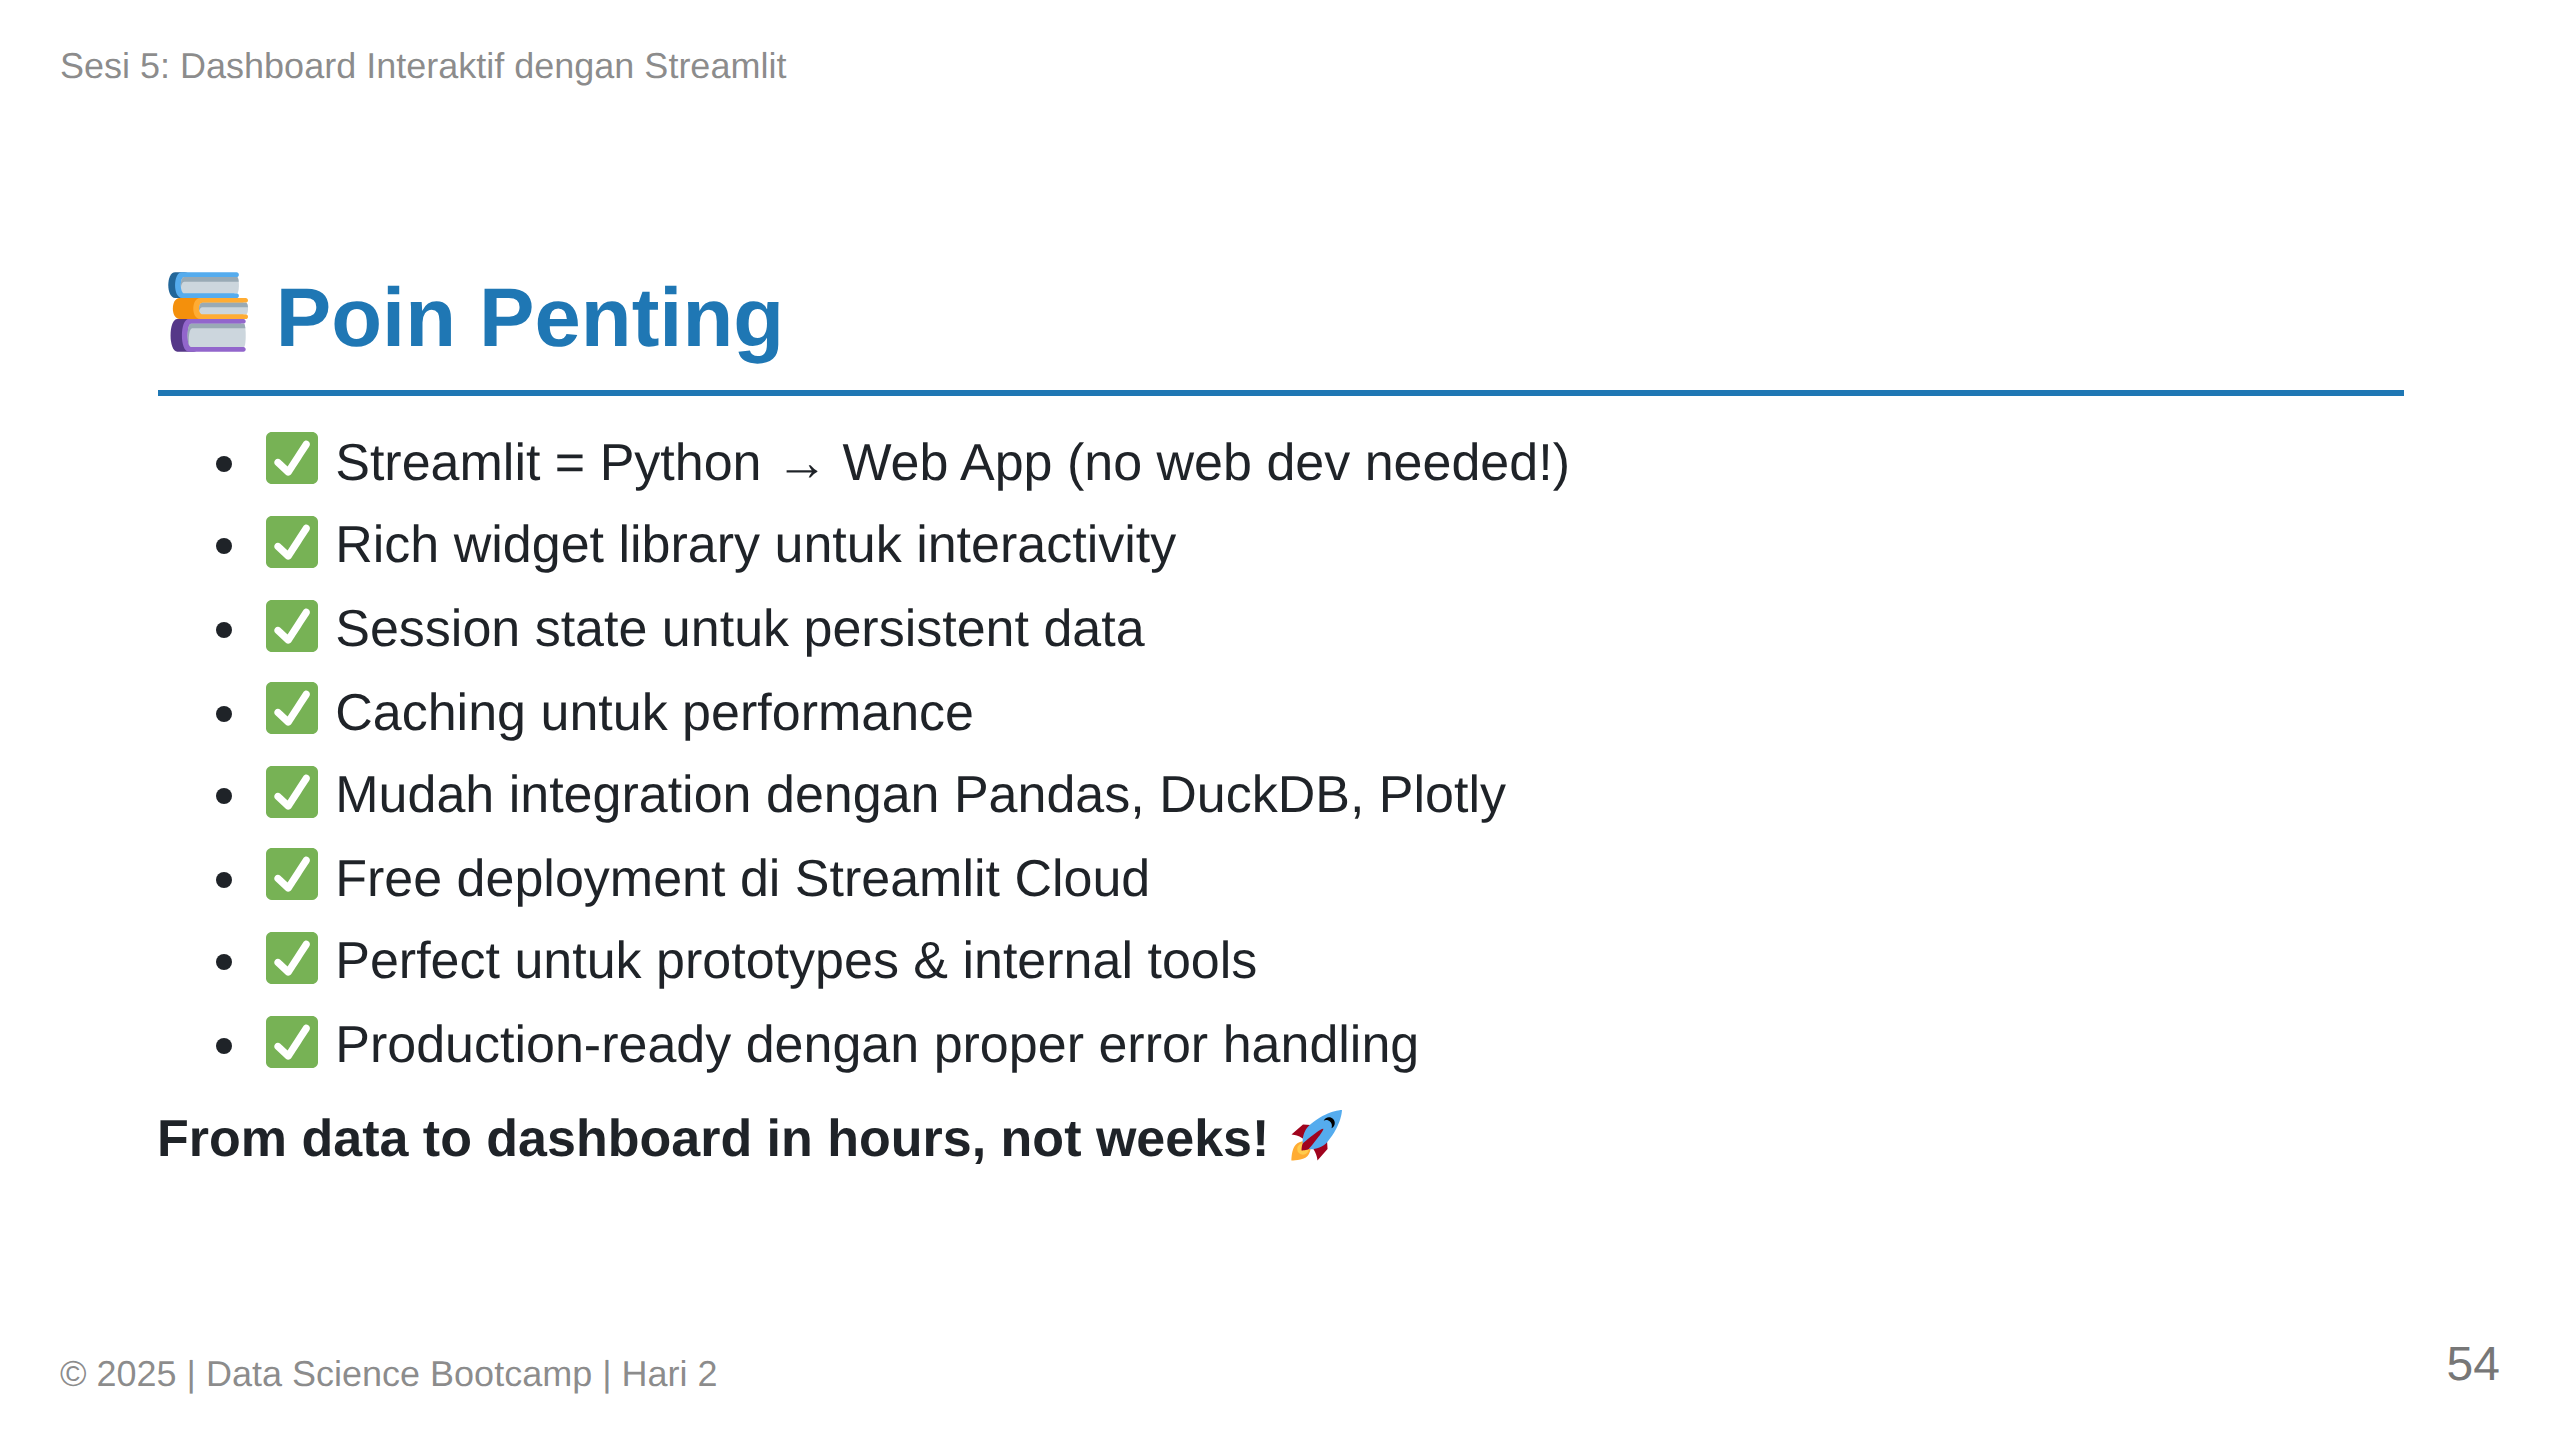 Sesi 5: Dashboard Interaktif dengan Streamlit
📚 Poin Penting
• ✅ Streamlit = Python → Web App (no web dev needed!)
• ✅ Rich widget library untuk interactivity
• ✅ Session state untuk persistent data
• ✅ Caching untuk performance
• ✅ Mudah integration dengan Pandas, DuckDB, Plotly
• ✅ Free deployment di Streamlit Cloud
• ✅ Perfect untuk prototypes & internal tools
• ✅ Production-ready dengan proper error handling
From data to dashboard in hours, not weeks! 🚀
© 2025 | Data Science Bootcamp | Hari 2
54